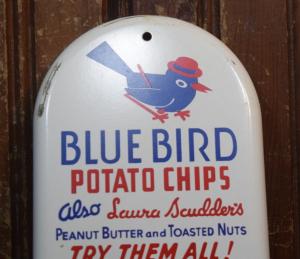 BLUE BIRD
POTATO CHIPS
also Laura Scudder's
PEANUT BUTTER and TOASTED NUTS
TRY THEM ALL!